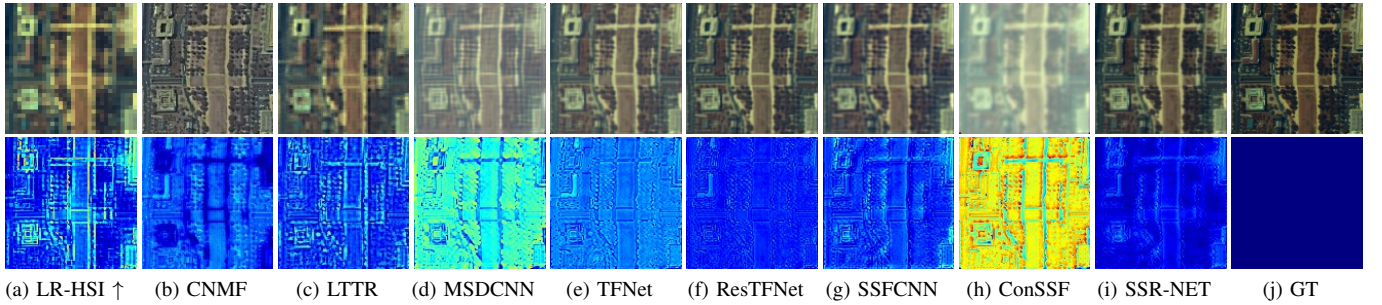 (a) LR-HSI ↑ (b) CNMF (c) LTTR (d) MSDCNN (e) TFNet (f) ResTFNet (g) SSFCNN (h) ConSSF (i) SSR-NET (j) GT